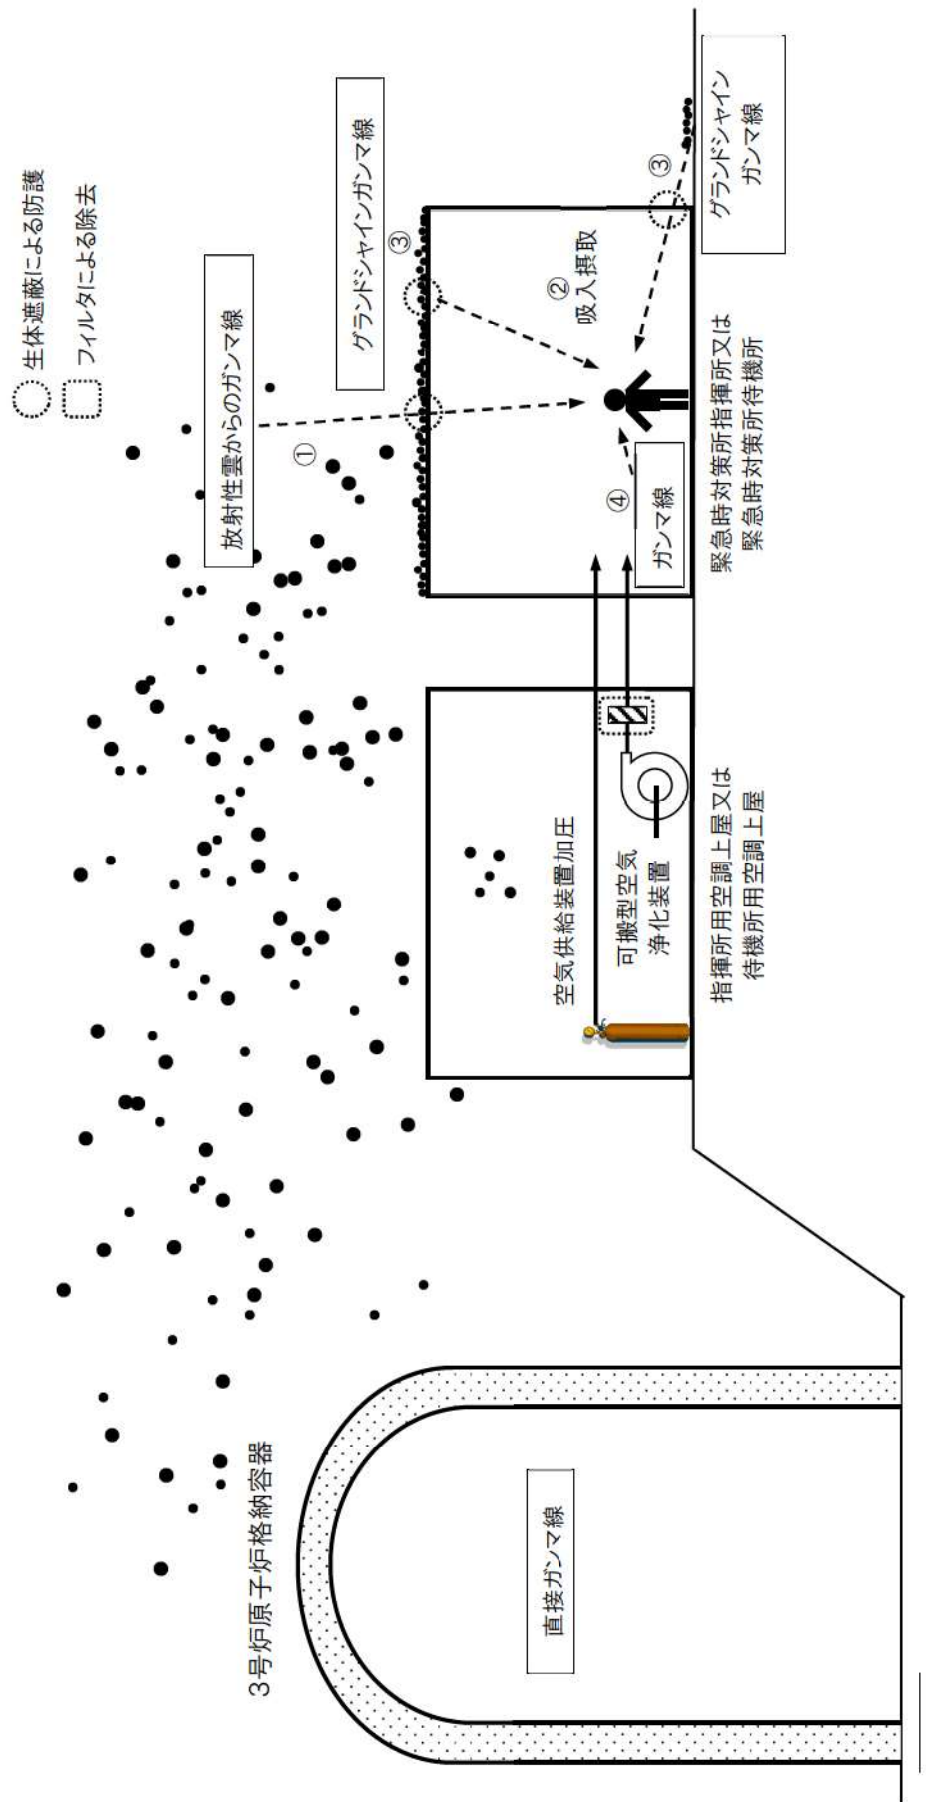 生体遮蔽による防護
フィルタによる除去
放射性雲からのガンマ線
グランドシャインガンマ線
①
③
②
吸入摂取
③
④
ガンマ線
グランドシャイン
ガンマ線
緊急時対策所指揮所又は
緊急時対策所待機所
空気供給装置加圧
可搬型空気
浄化装置
指揮所用空調上屋又は
待機所用空調上屋
3号炉原子炉格納容器
直接ガンマ線